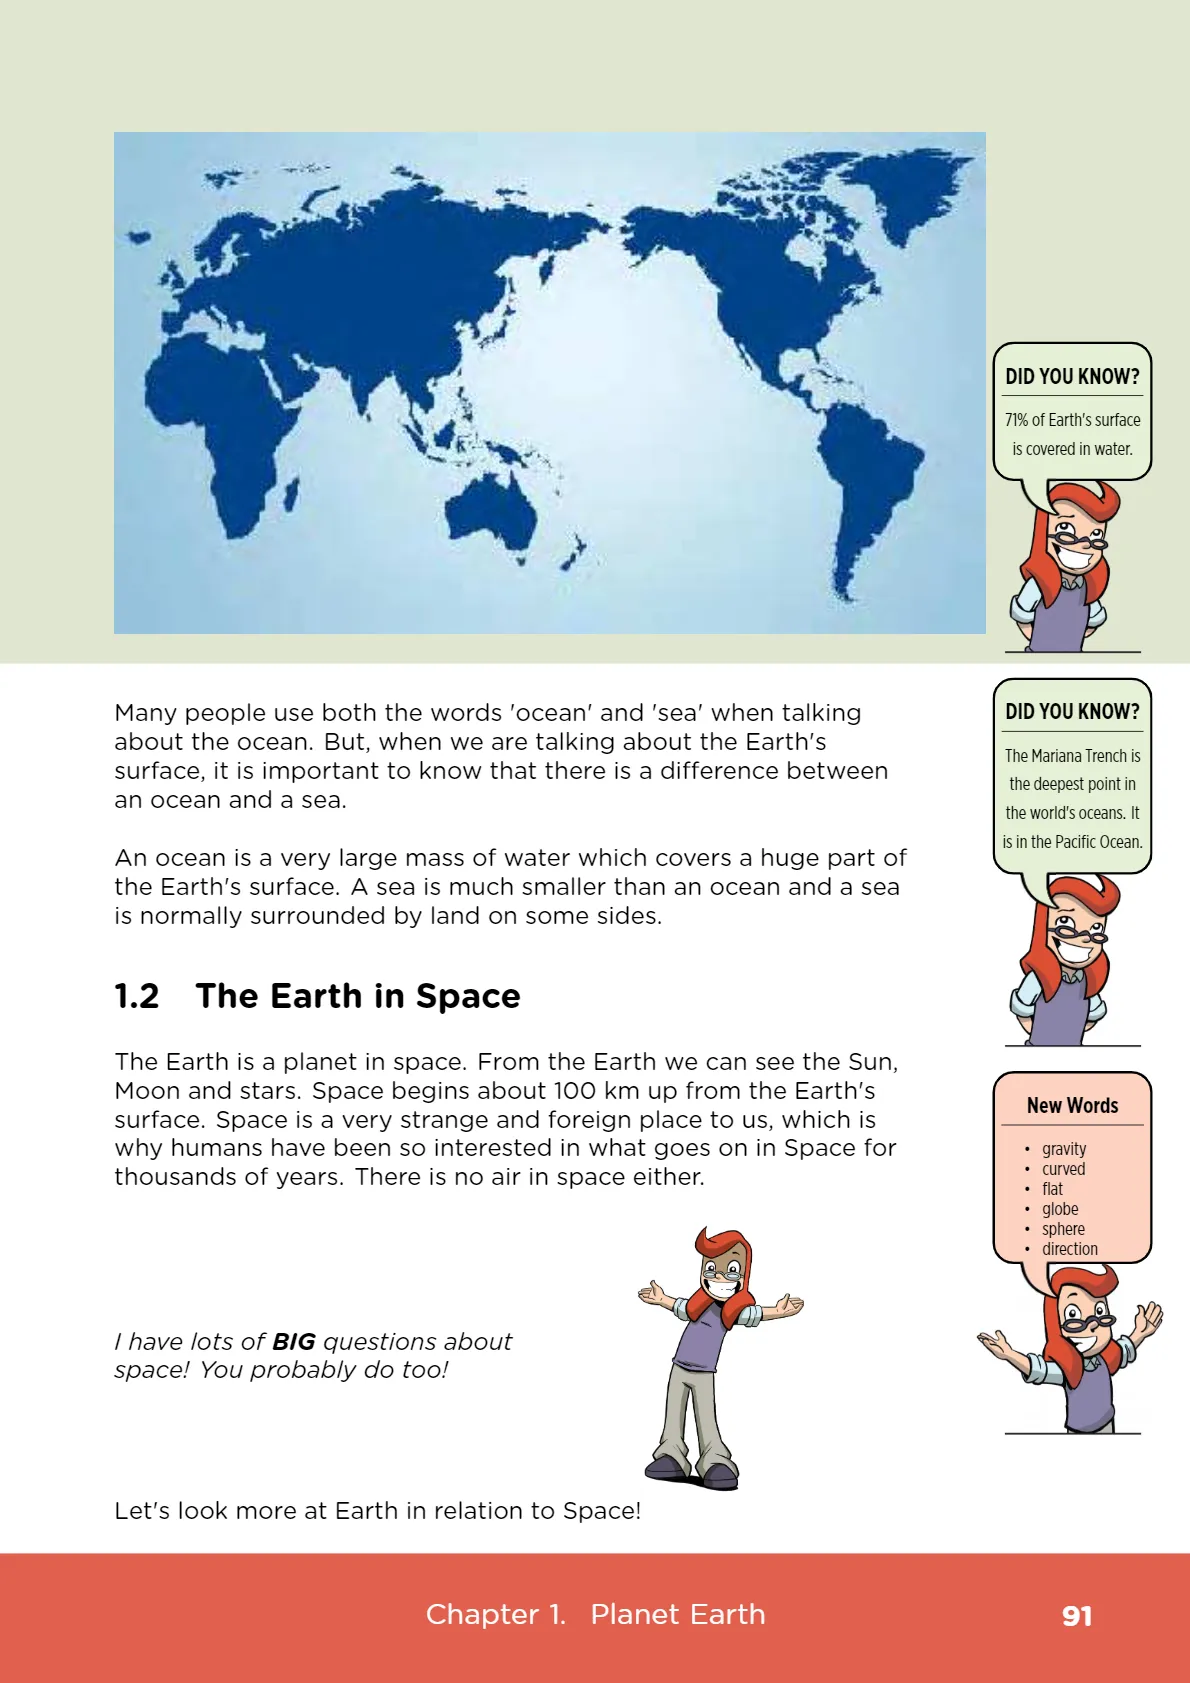 DID YOU KNOW?
71% of Earth's surface
is covered in water.
Many people use both the words 'ocean' and 'sea' when talking
about the ocean. But, when we are talking about the Earth's
surface, it is important to know that there is a difference between
an ocean and a sea.
An ocean is a very large mass of water which covers a huge part of
the Earth's surface. A sea is much smaller than an ocean and a sea
is normally surrounded by land on some sides.
DID YOU KNOW?
The Mariana Trench is
the deepest point in
the world's oceans. It
is in the Pacific Ocean.
1.2 The Earth in Space
The Earth is a planet in space. From the Earth we can see the Sun,
Moon and stars. Space begins about 100 km up from the Earth's
surface. Space is a very strange and foreign place to us, which is
why humans have been so interested in what goes on in Space for
thousands of years. There is no air in space either.
New Words
• gravity
• curved
• flat
• globe
• sphere
• direction
I have lots of BIG questions about
space! You probably do too!
Let's look more at Earth in relation to Space!
Chapter 1. Planet Earth
91